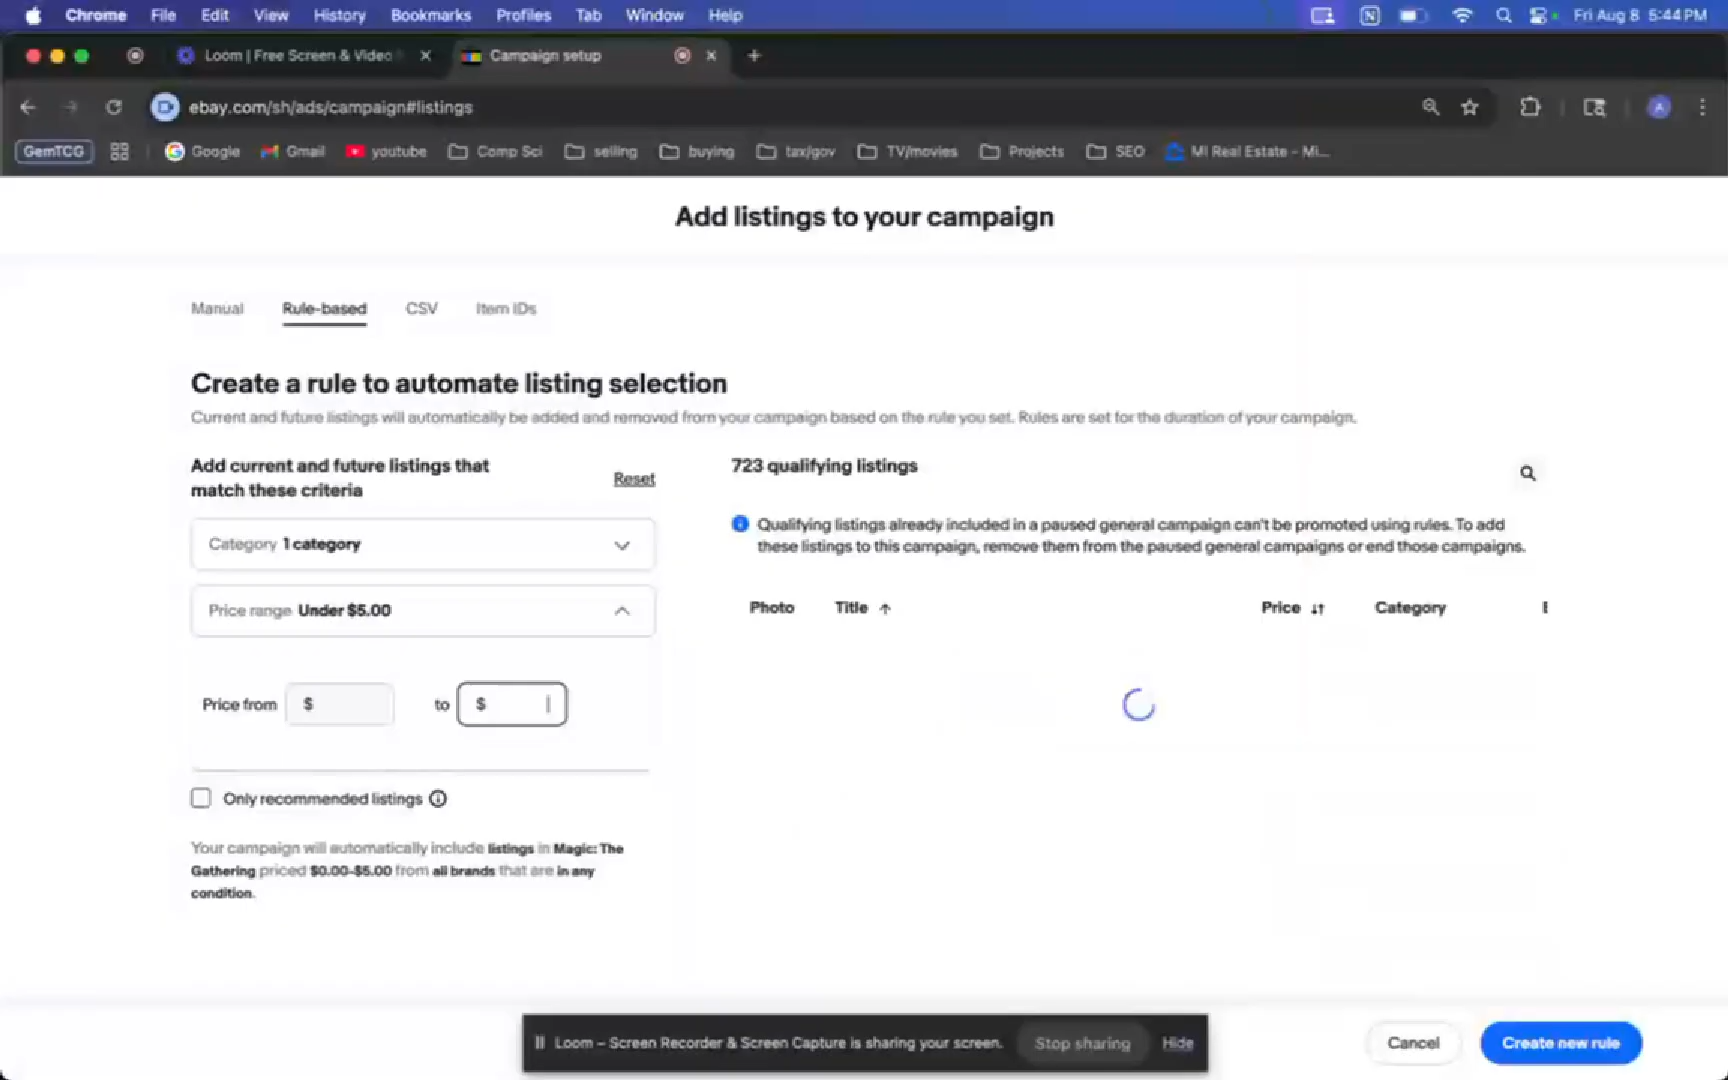 Chrome File Edit View History Bookmarks Profiles Tab Window Help Fri Aug 8 5:44 PM
Loom | Free Screen & Video Campaign setup
ebay.com/sh/ads/campaign#listings
GemTCG Google Gmail youtube Comp Sci selling buying tax/gov TV/movies Projects SEO MI Real Estate - Mi...
Add listings to your campaign
Manual Rule-based CSV Item IDs
Create a rule to automate listing selection
Current and future listings will automatically be added and removed from your campaign based on the rule you set. Rules are set for the duration of your campaign.
Add current and future listings that
match these criteria
Reset
Category 1 category
Price range Under $5.00
Price from $ to $
Only recommended listings
Your campaign will automatically include listings in Magic: The
Gathering priced $0.00-$5.00 from all brands that are in any
condition.
723 qualifying listings
Qualifying listings already included in a paused general campaign can't be promoted using rules. To add
these listings to this campaign, remove them from the paused general campaigns or end those campaigns.
Photo Title Price Category
Loom – Screen Recorder & Screen Capture is sharing your screen. Stop sharing Hide
Cancel Create new rule